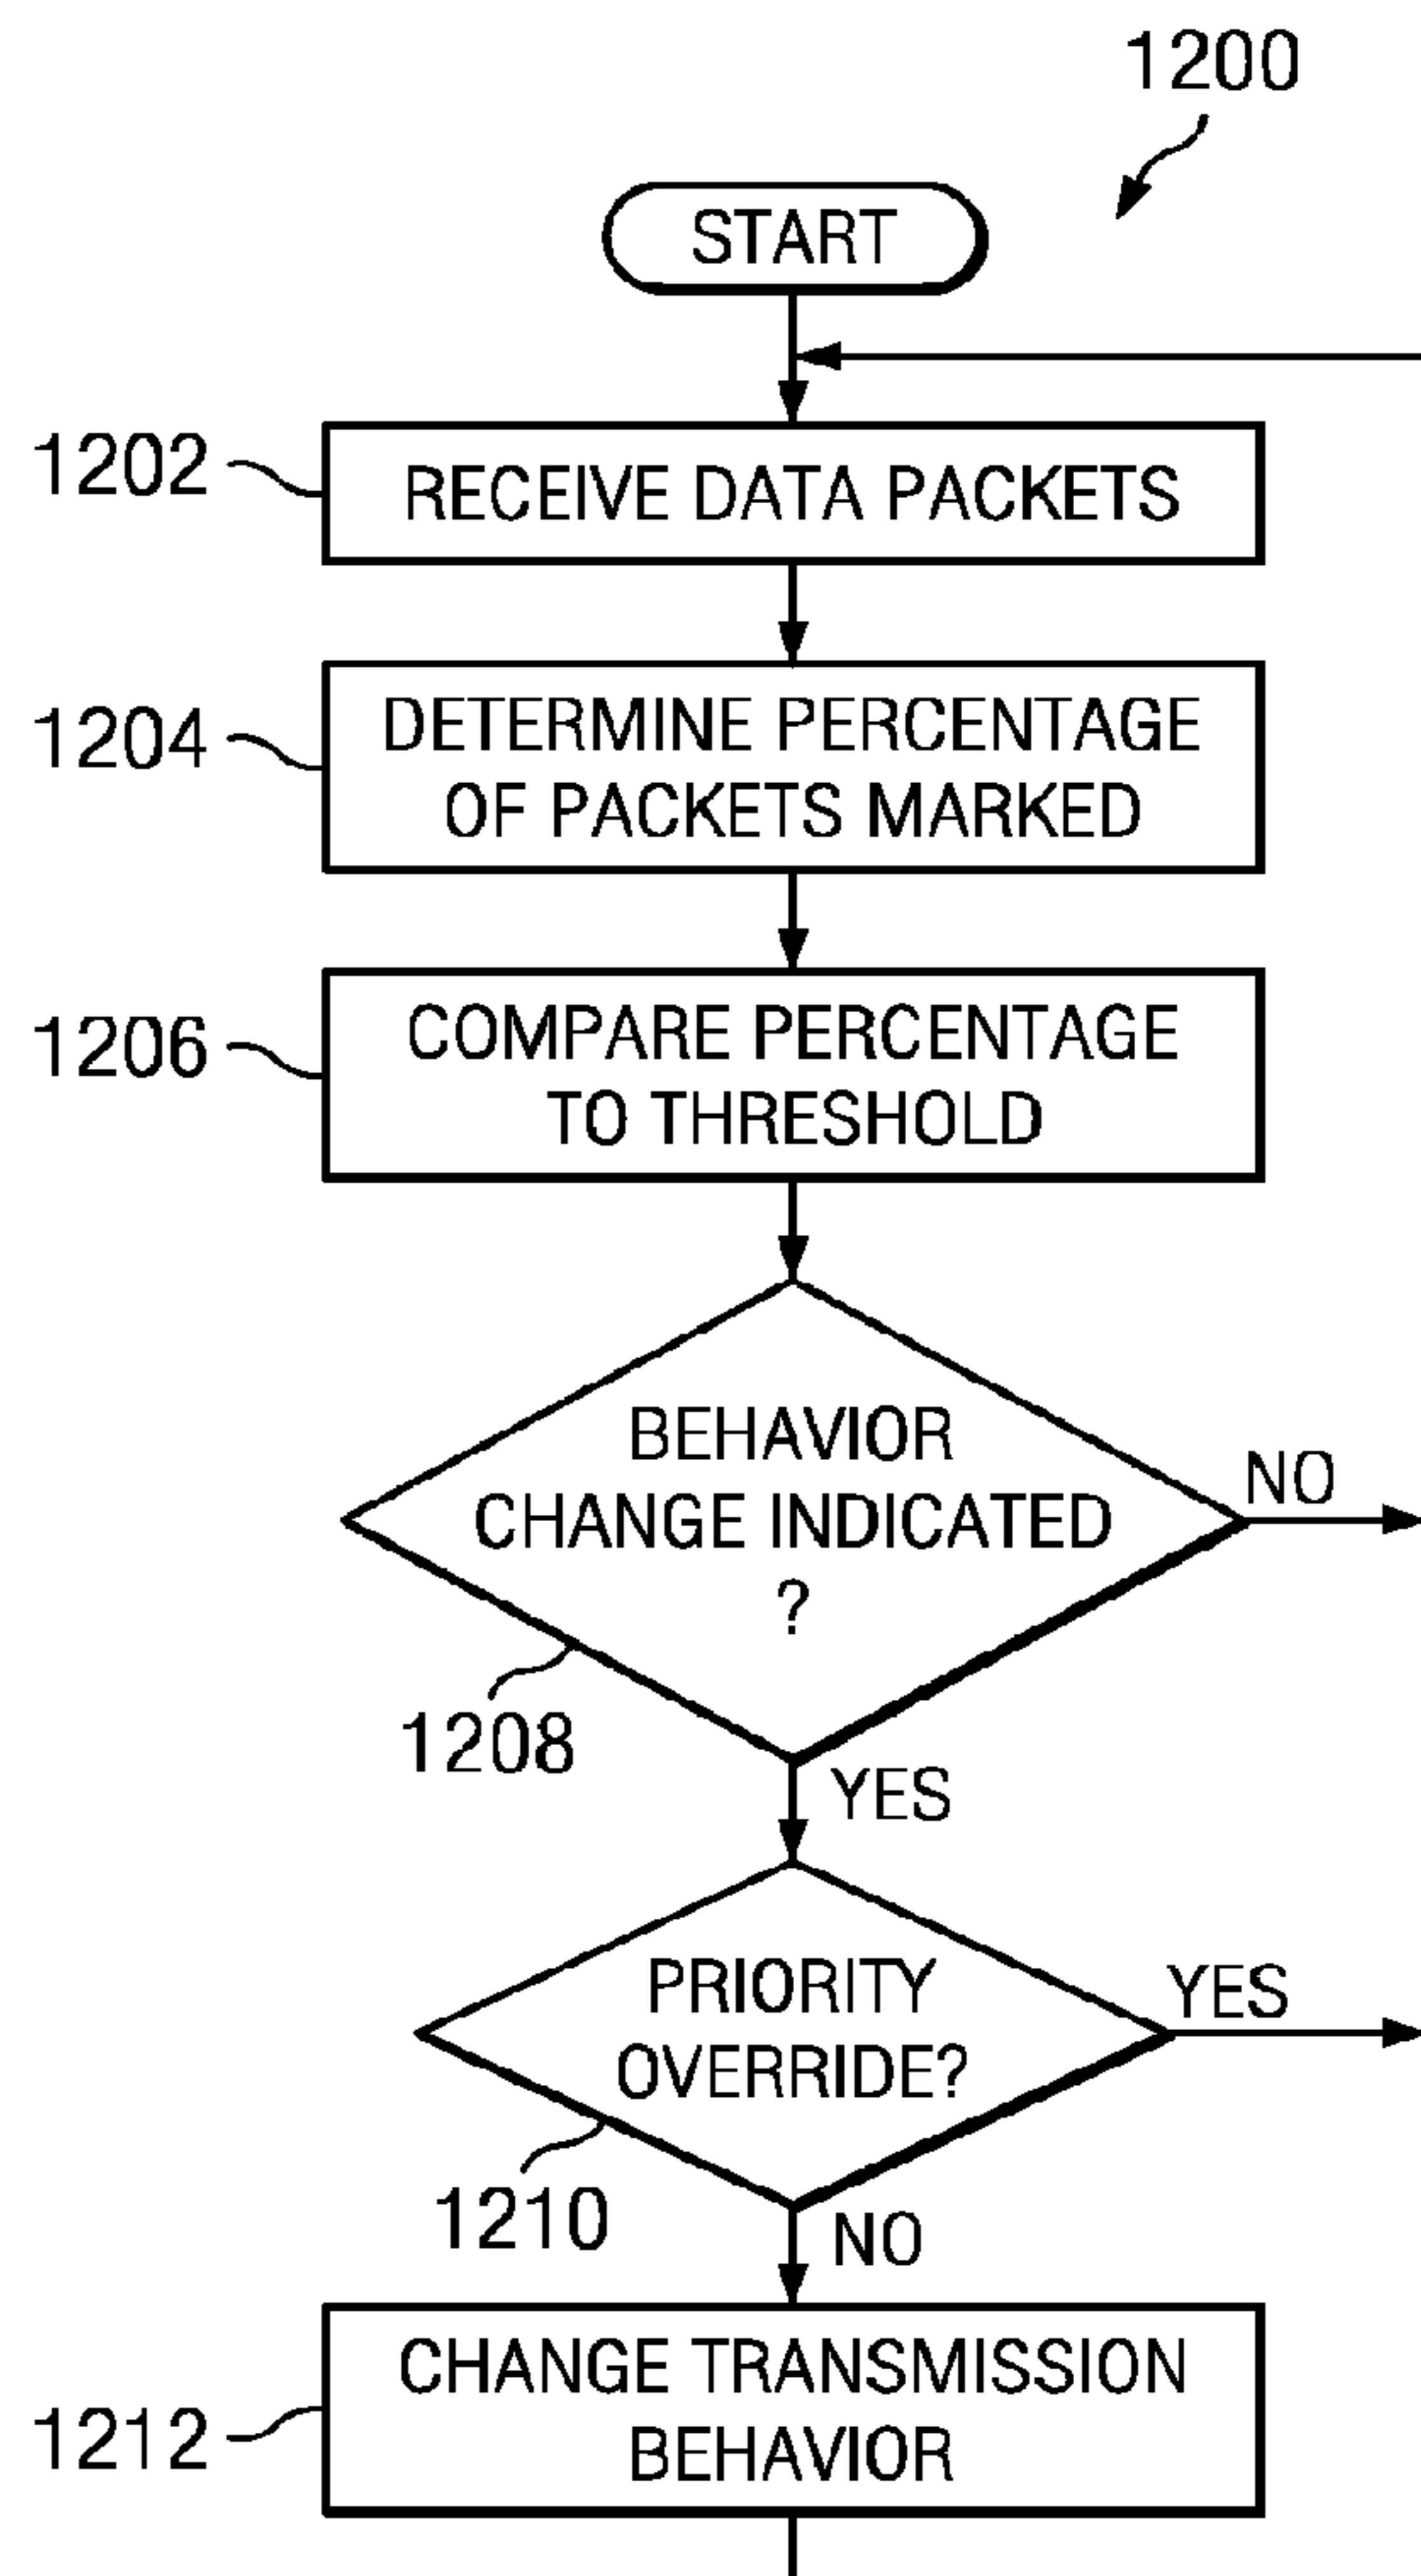 1200
START
1202
RECEIVE DATA PACKETS
1204
DETERMINE PERCENTAGE
OF PACKETS MARKED
1206
COMPARE PERCENTAGE
TO THRESHOLD
BEHAVIOR
CHANGE INDICATED
?
NO
1208
YES
PRIORITY
OVERRIDE?
YES
1210
NO
1212
CHANGE TRANSMISSION
BEHAVIOR